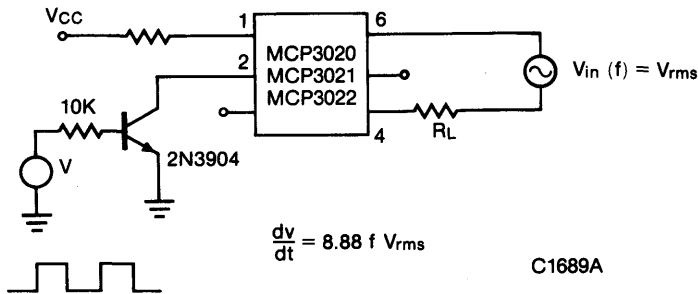 VCC
1
6
MCP3020
2
MCP3021
Vin (f) = Vrms
MCP3022
10K
RL
4
V
2N3904
dv
dt
= 8.88 f Vrms
C1689A